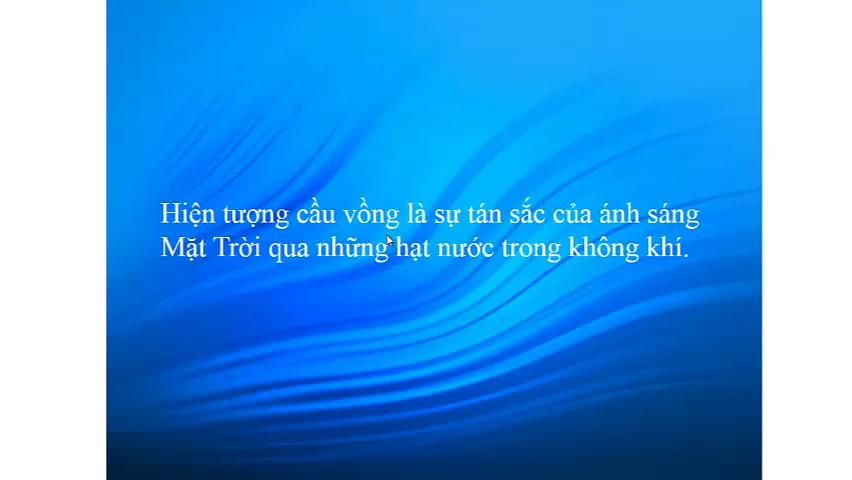 Hiện tượng cầu vồng là sự tán sắc của ánh sáng
Mặt Trời qua những hạt nước trong không khí.